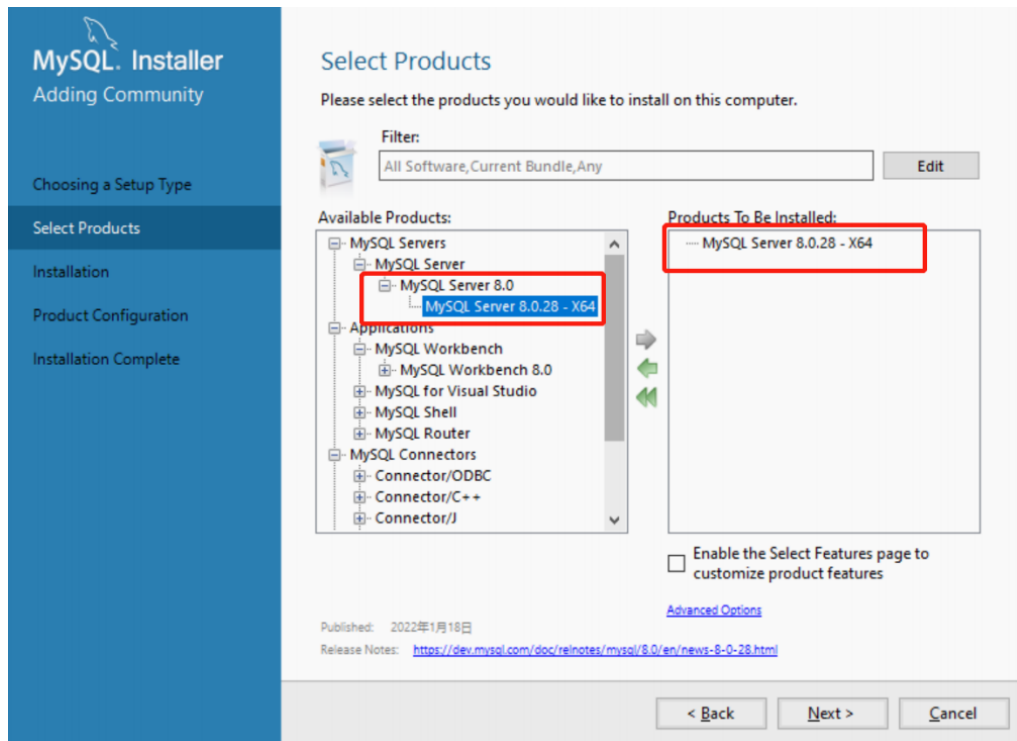 MySQL. Installer
Adding Community
Choosing a Setup Type
Select Products
Installation
Product Configuration
Installation Complete
Select Products
Please select the products you would like to install on this computer.
Filter:
All Software,Current Bundle,Any
Edit
Available Products:
MySQL Servers
MySQL Server
MySQL Server 8.0
MySQL Server 8.0.28 - X64
Applications
MySQL Workbench
MySQL Workbench 8.0
MySQL for Visual Studio
MySQL Shell
MySQL Router
MySQL Connectors
Connector/ODBC
Connector/C++
Connector/J
Products To Be Installed:
MySQL Server 8.0.28 - X64
Enable the Select Features page to
customize product features
Advanced Options
Published: 2022年1月18日
Release Notes: https://dev.mysql.com/doc/relnotes/mysql/8.0/en/news-8-0-28.html
< Back
Next >
Cancel